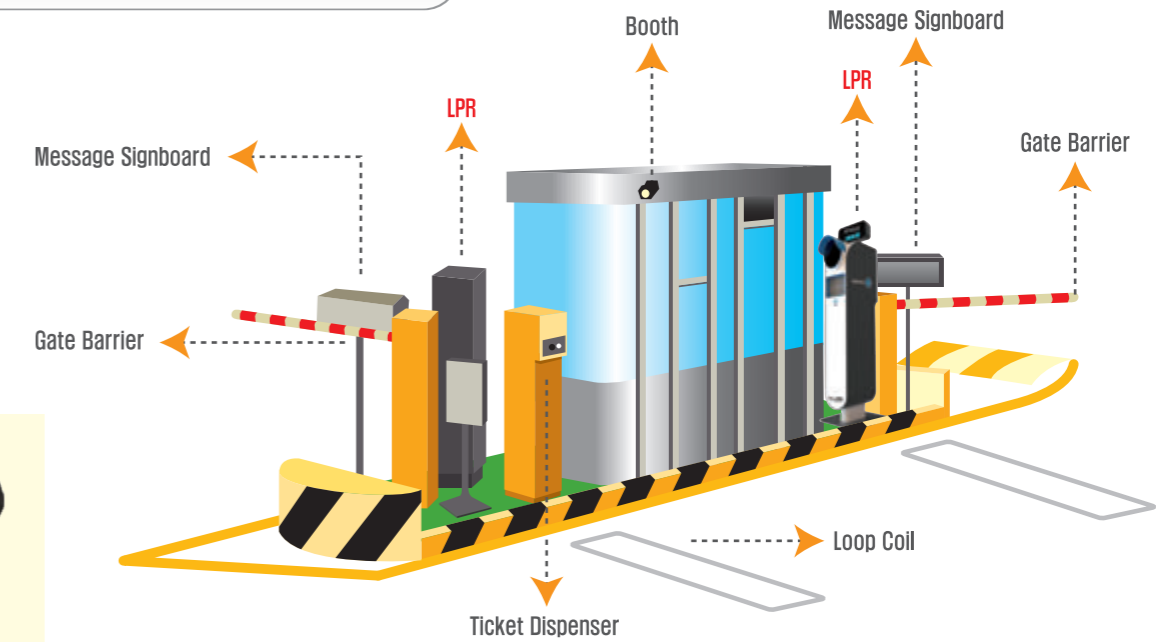 Booth
Message Signboard
LPR
LPR
Gate Barrier
Message Signboard
Gate Barrier
Loop Coil
Ticket Dispenser